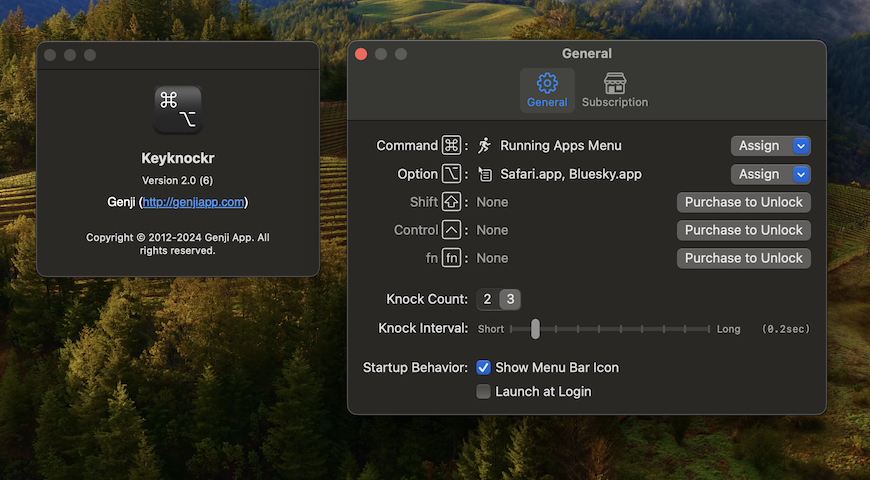 Keyknockr
Version 2.0 (6)
Genji (http://genjiapp.com)
Copyright © 2012-2024 Genji App. All
rights reserved.
General
General
Subscription
Command ⌘ : Running Apps Menu Assign
Option ⌥ : Safari.app, Bluesky.app Assign
Shift ⇧ : None Purchase to Unlock
Control ^ : None Purchase to Unlock
fn fn : None Purchase to Unlock
Knock Count: 2 3
Knock Interval: Short Long (0.2sec)
Startup Behavior: Show Menu Bar Icon
Launch at Login